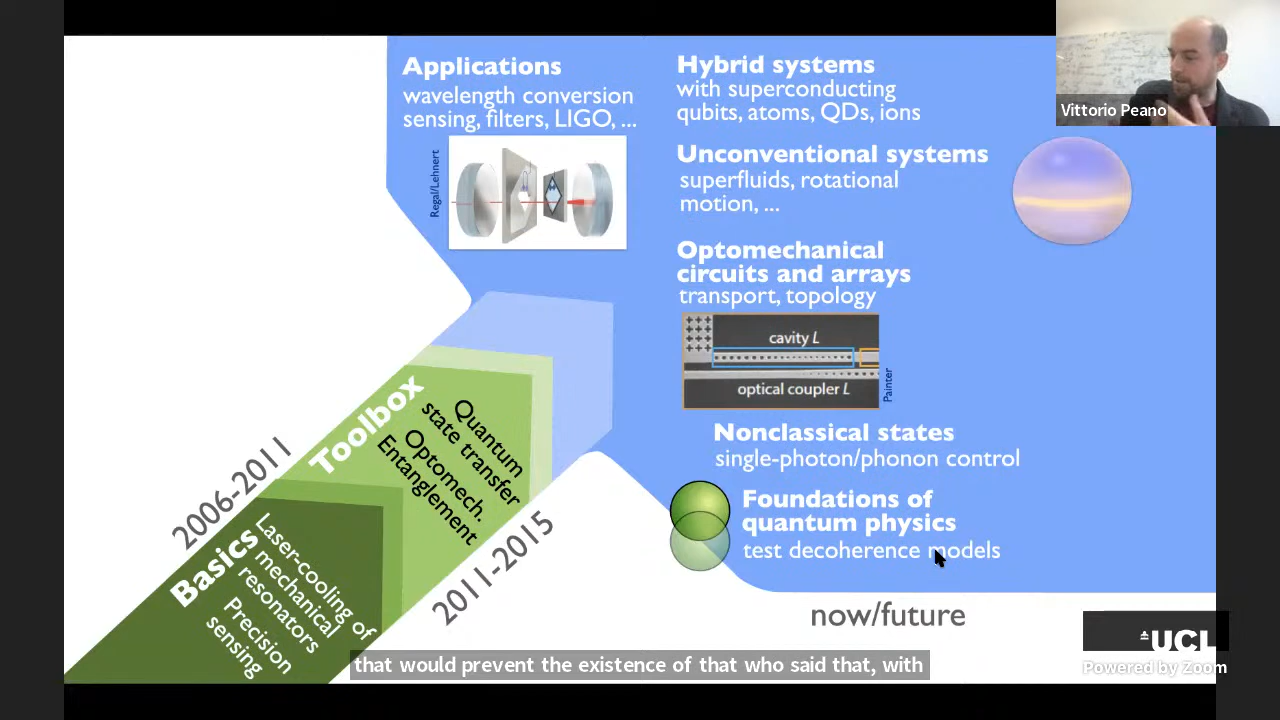 Applications
wavelength conversion
sensing, filters, LIGO, ...
Regal/Lehnert
Hybrid systems
with superconducting
qubits, atoms, QDs, ions
Unconventional systems
superfluids, rotational
motion, ...
Optomechanical
circuits and arrays
transport, topology
cavity L
optical coupler L
Painter
Nonclassical states
single-photon/phonon control
Foundations of
quantum physics
test decoherence models
now/future
Toolbox
Quantum
state transfer
Optomech.
Entanglement
2011-2015
2006-2011
Basics
Laser-cooling of
mechanical
resonators
Precision
sensing
Vittorio Peano
UCL
Powered by Zoom
that would prevent the existence of that who said that, with